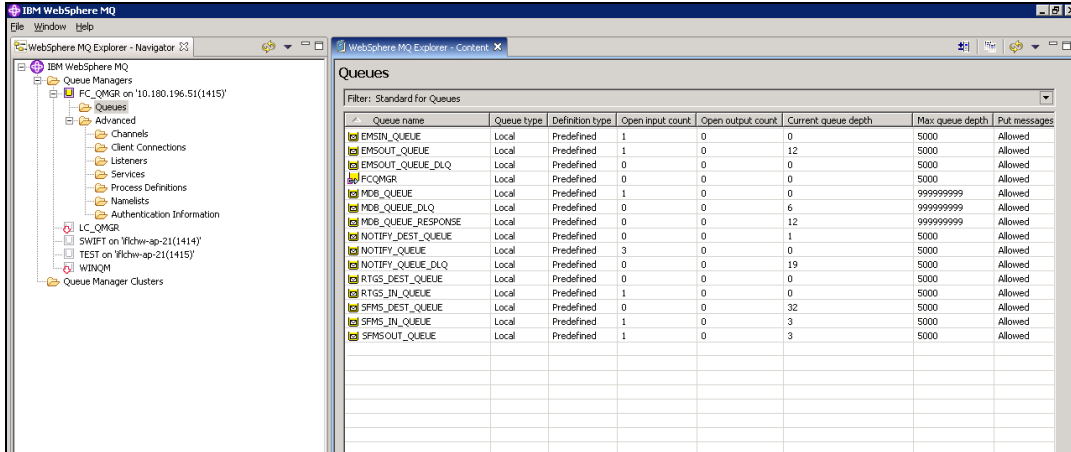 IBM WebSphere MQ
File Window Help
WebSphere MQ Explorer - Navigator
IBM WebSphere MQ
Queue Managers
FC_QMGR on '10.180.196.51(1415)'
Queues
Advanced
Channels
Client Connections
Listeners
Services
Process Definitions
Namelists
Authentication Information
LC_QMGR
SWIFT on 'iflchw-ap-21(1414)'
TEST on 'iflchw-ap-21(1415)'
WINQM
Queue Manager Clusters
WebSphere MQ Explorer - Content
Queues
Filter: Standard for Queues
Queue name Queue type Definition type Open input count Open output count Current queue depth Max queue depth Put messages
EMSIN_QUEUE Local Predefined 1 0 0 5000 Allowed
EMSOUT_QUEUE Local Predefined 1 0 12 5000 Allowed
EMSOUT_QUEUE_DLQ Local Predefined 0 0 0 5000 Allowed
FCQMGR Local Predefined 0 0 0 5000 Allowed
MDB_QUEUE Local Predefined 1 0 0 999999999 Allowed
MDB_QUEUE_DLQ Local Predefined 0 0 6 999999999 Allowed
MDB_QUEUE_RESPONSE Local Predefined 0 0 12 999999999 Allowed
NOTIFY_DEST_QUEUE Local Predefined 0 0 1 5000 Allowed
NOTIFY_QUEUE Local Predefined 3 0 0 5000 Allowed
NOTIFY_QUEUE_DLQ Local Predefined 0 0 19 5000 Allowed
RTGS_DEST_QUEUE Local Predefined 0 0 0 5000 Allowed
RTGS_IN_QUEUE Local Predefined 1 0 0 5000 Allowed
SFMS_DEST_QUEUE Local Predefined 0 0 32 5000 Allowed
SFMS_IN_QUEUE Local Predefined 1 0 3 5000 Allowed
SFMSOUT_QUEUE Local Predefined 1 0 3 5000 Allowed